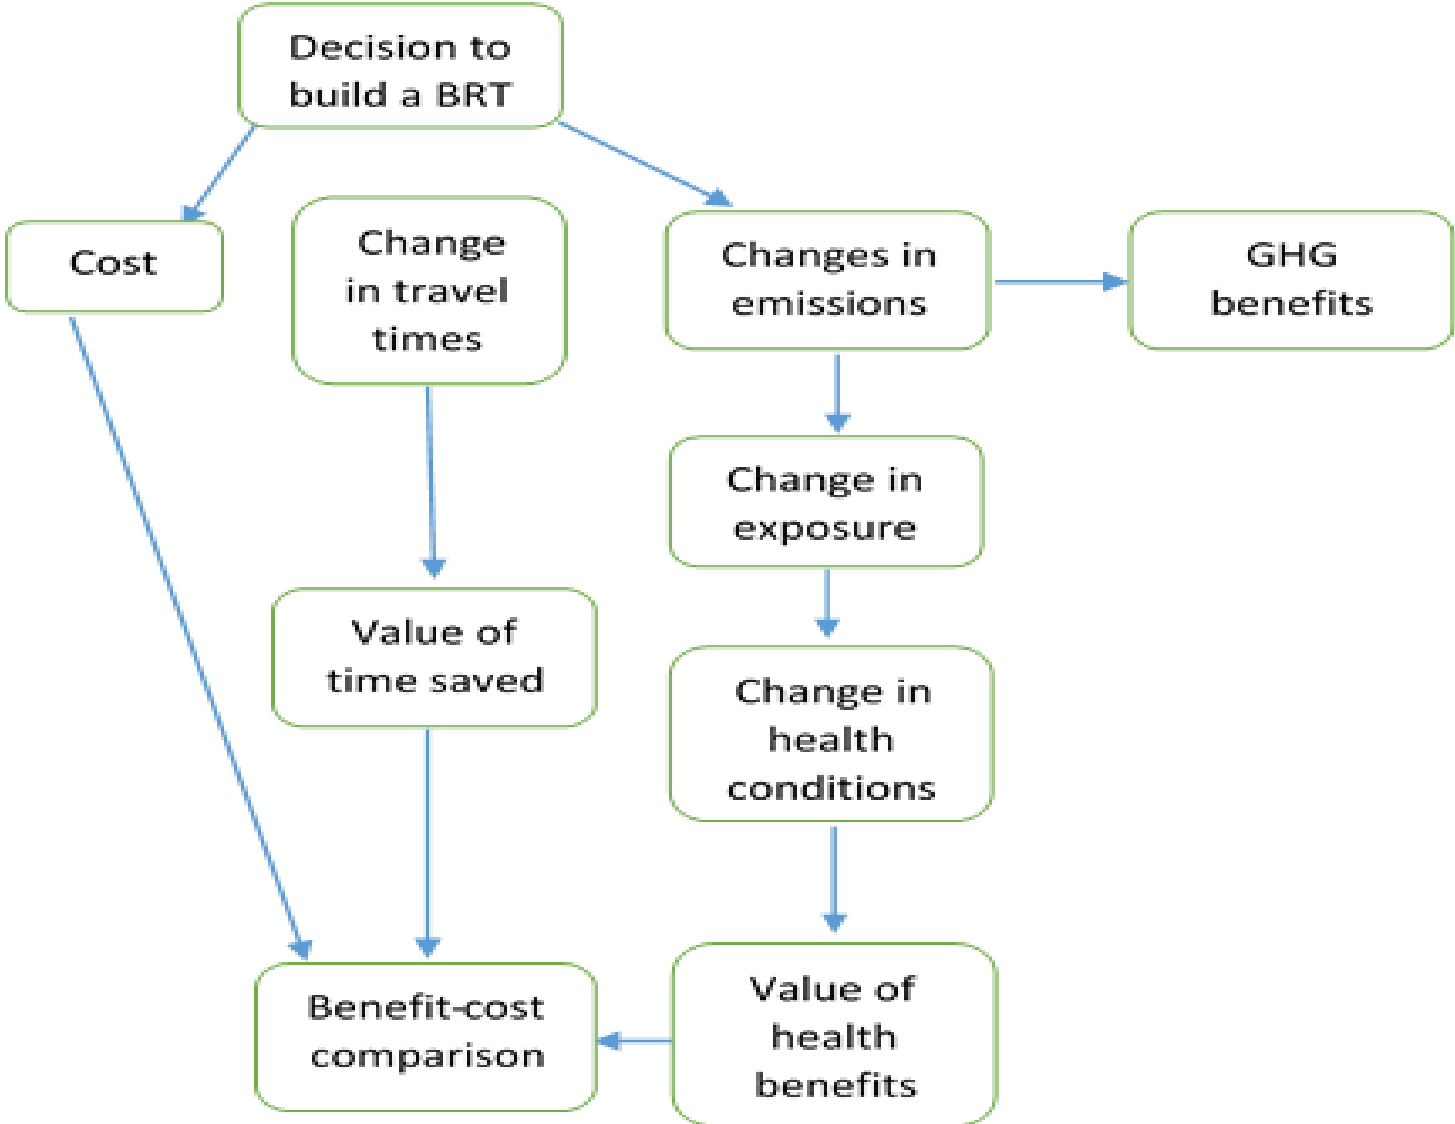 Decision to
build a BRT
Cost
Change
in travel
times
Changes in
emissions
GHG
benefits
Change in
exposure
Value of
time saved
Change in
health
conditions
Benefit-cost
comparison
Value of
health
benefits